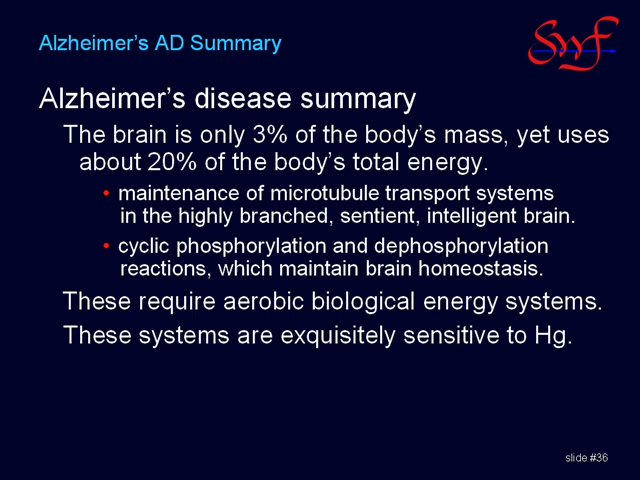 Alzheimer's AD Summary
Swf
Alzheimer's disease summary
The brain is only 3% of the body's mass, yet uses
about 20% of the body's total energy.
• maintenance of microtubule transport systems
in the highly branched, sentient, intelligent brain.
• cyclic phosphorylation and dephosphorylation
reactions, which maintain brain homeostasis.
These require aerobic biological energy systems.
These systems are exquisitely sensitive to Hg.
slide #36